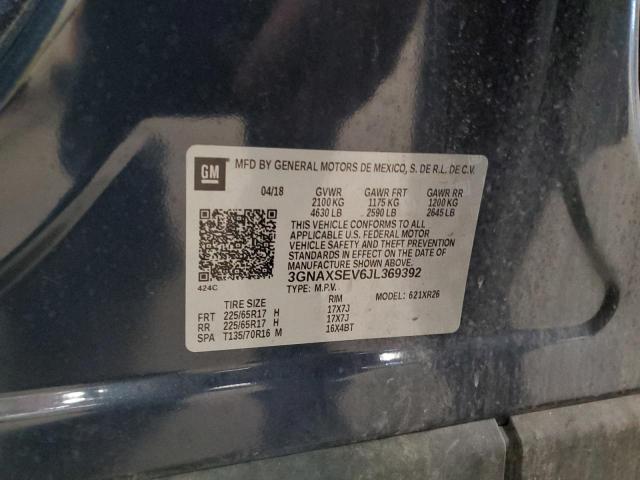 GM
MFD BY GENERAL MOTORS DE MEXICO, S. DE R.L. DE C.V.
04/18 GVWR GAWR FRT GAWR RR
2100 KG 1175 KG 1200 KG
4630 LB 2590 LB 2645 LB
THIS VEHICLE CONFORMS TO ALL
APPLICABLE U.S. FEDERAL MOTOR
VEHICLE SAFETY AND THEFT PREVENTION
STANDARDS IN EFFECT ON THE DATE OF
MANUFACTURE SHOWN ABOVE.
3GNAXSEV6JL369392
424C
TYPE: M.P.V. MODEL: 621XR26
TIRE SIZE RIM
FRT 225/65R17 H 17X7J
RR 225/65R17 H 17X7J
SPA T135/70R16 M 16X4BT